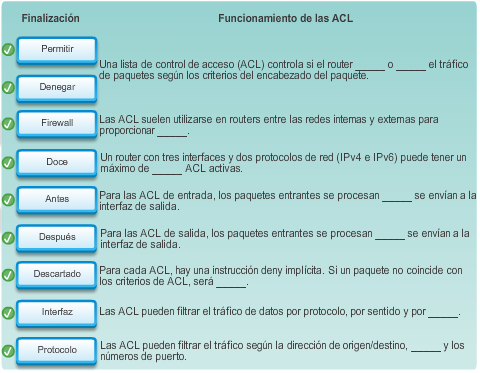 Finalización
Funcionamiento de las ACL
Permitir
Denegar
Una lista de control de acceso (ACL) controla si el router _____ o _____ el tráfico
de paquetes según los criterios del encabezado del paquete.
Firewall
Las ACL suelen utilizarse en routers entre las redes internas y externas para
proporcionar _____.
Doce
Un router con tres interfaces y dos protocolos de red (IPv4 e IPv6) puede tener un
máximo de _____ ACL activas.
Antes
Para las ACL de entrada, los paquetes entrantes se procesan _____ se envían a la
interfaz de salida.
Después
Para las ACL de salida, los paquetes entrantes se procesan _____ se envían a la
interfaz de salida.
Descartado
Para cada ACL, hay una instrucción deny implícita. Si un paquete no coincide con
los criterios de ACL, será _____.
Interfaz
Las ACL pueden filtrar el tráfico de datos por protocolo, por sentido y por _____.
Protocolo
Las ACL pueden filtrar el tráfico según la dirección de origen/destino, _____ y los
números de puerto.